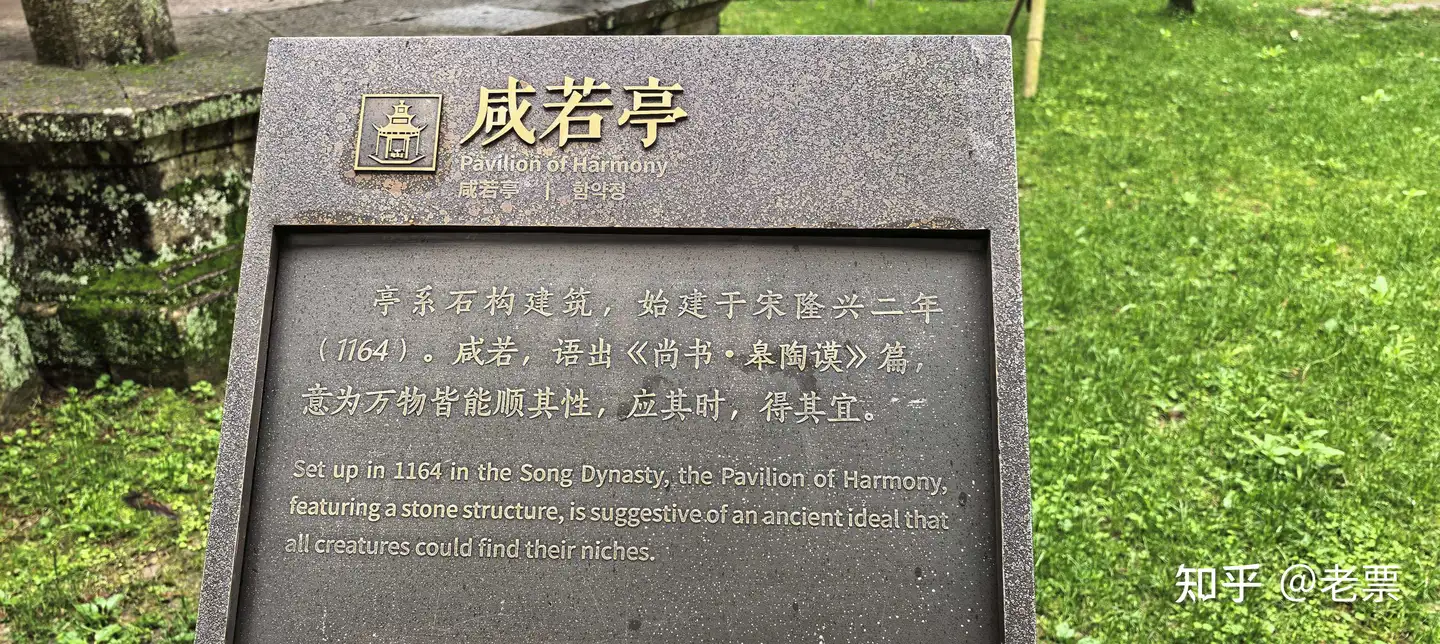 咸若亭
Pavilion of Harmony
咸若亭 | 함약정
亭系石构建筑，始建于宋隆兴二年
（1164）。咸若，语出《尚书·皋陶谟》篇，
意为万物皆能顺其性，应其时，得其宜。
Set up in 1164 in the Song Dynasty, the Pavilion of Harmony,
featuring a stone structure, is suggestive of an ancient ideal that
all creatures could find their niches.
知乎 @老票